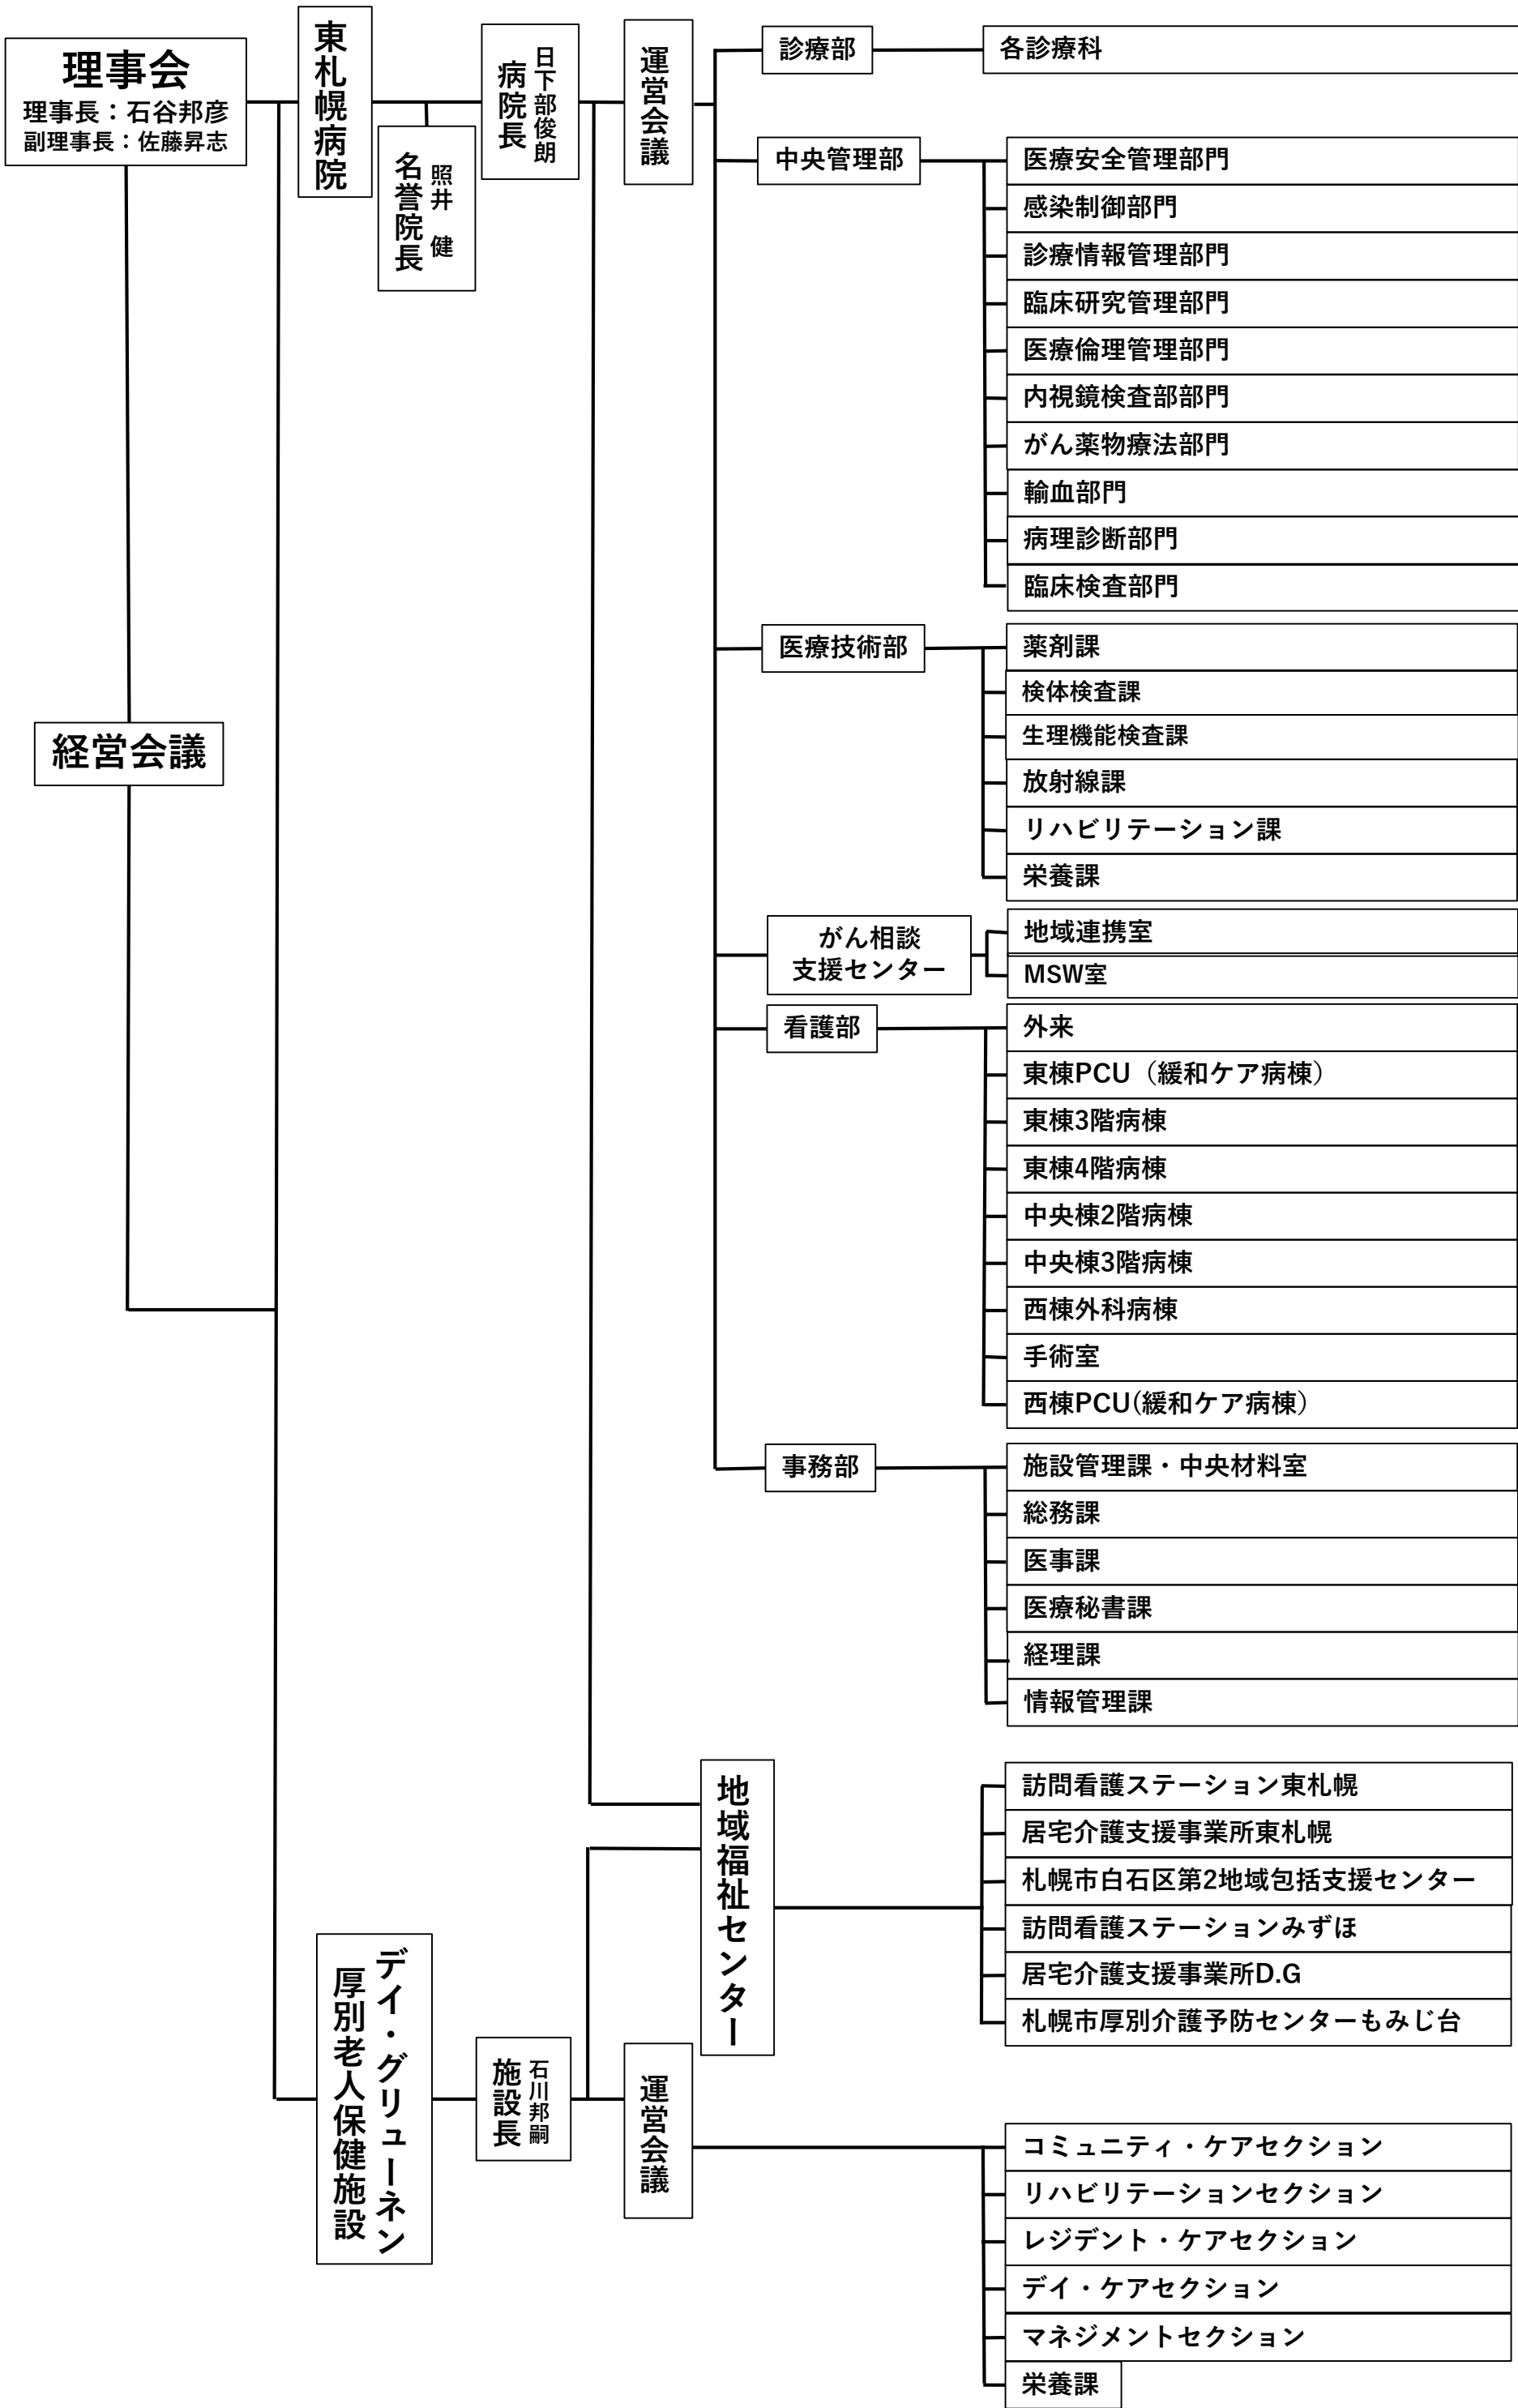 理事会
理事長：石谷邦彦
副理事長：佐藤昇志
経営会議
東札幌病院
名誉院長
照井　健
病院長
日下部俊朗
運営会議
診療部
各診療科
中央管理部
医療安全管理部門
感染制御部門
診療情報管理部門
臨床研究管理部門
医療倫理管理部門
内視鏡検査部部門
がん薬物療法部門
輸血部門
病理診断部門
臨床検査部門
医療技術部
薬剤課
検体検査課
生理機能検査課
放射線課
リハビリテーション課
栄養課
がん相談
支援センター
地域連携室
MSW室
看護部
外来
東棟PCU（緩和ケア病棟）
東棟3階病棟
東棟4階病棟
中央棟2階病棟
中央棟3階病棟
西棟外科病棟
手術室
西棟PCU(緩和ケア病棟）
事務部
施設管理課・中央材料室
総務課
医事課
医療秘書課
経理課
情報管理課
地域福祉センター
訪問看護ステーション東札幌
居宅介護支援事業所東札幌
札幌市白石区第2地域包括支援センター
訪問看護ステーションみずほ
居宅介護支援事業所D.G
札幌市厚別介護予防センターもみじ台
デイ・グリューネン
厚別老人保健施設
施設長
石川邦嗣
運営会議
コミュニティ・ケアセクション
リハビリテーションセクション
レジデント・ケアセクション
デイ・ケアセクション
マネジメントセクション
栄養課